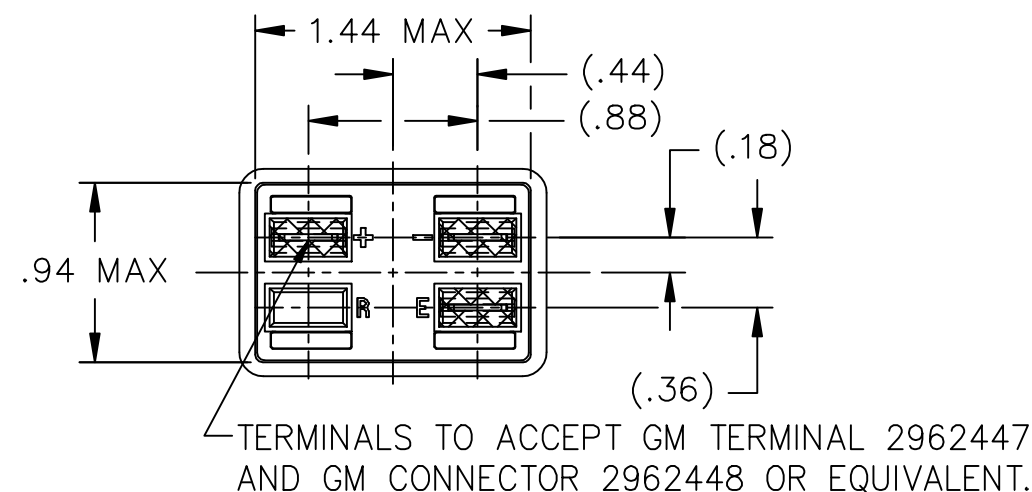 1.44 MAX
(.44)
(.88)
(.18)
.94 MAX
+ -
R E
(.36)
TERMINALS TO ACCEPT GM TERMINAL 2962447
AND GM CONNECTOR 2962448 OR EQUIVALENT.